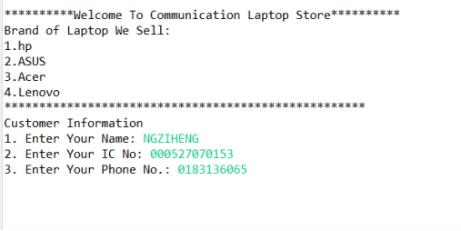 **********Welcome To Communication Laptop Store**********
Brand of Laptop We Sell:
1.hp
2.ASUS
3.Acer
4.Lenovo
****************************************************
Customer Information
1. Enter Your Name: NGZIHENG
2. Enter Your IC No: 000527070153
3. Enter Your Phone No.: 0183136065